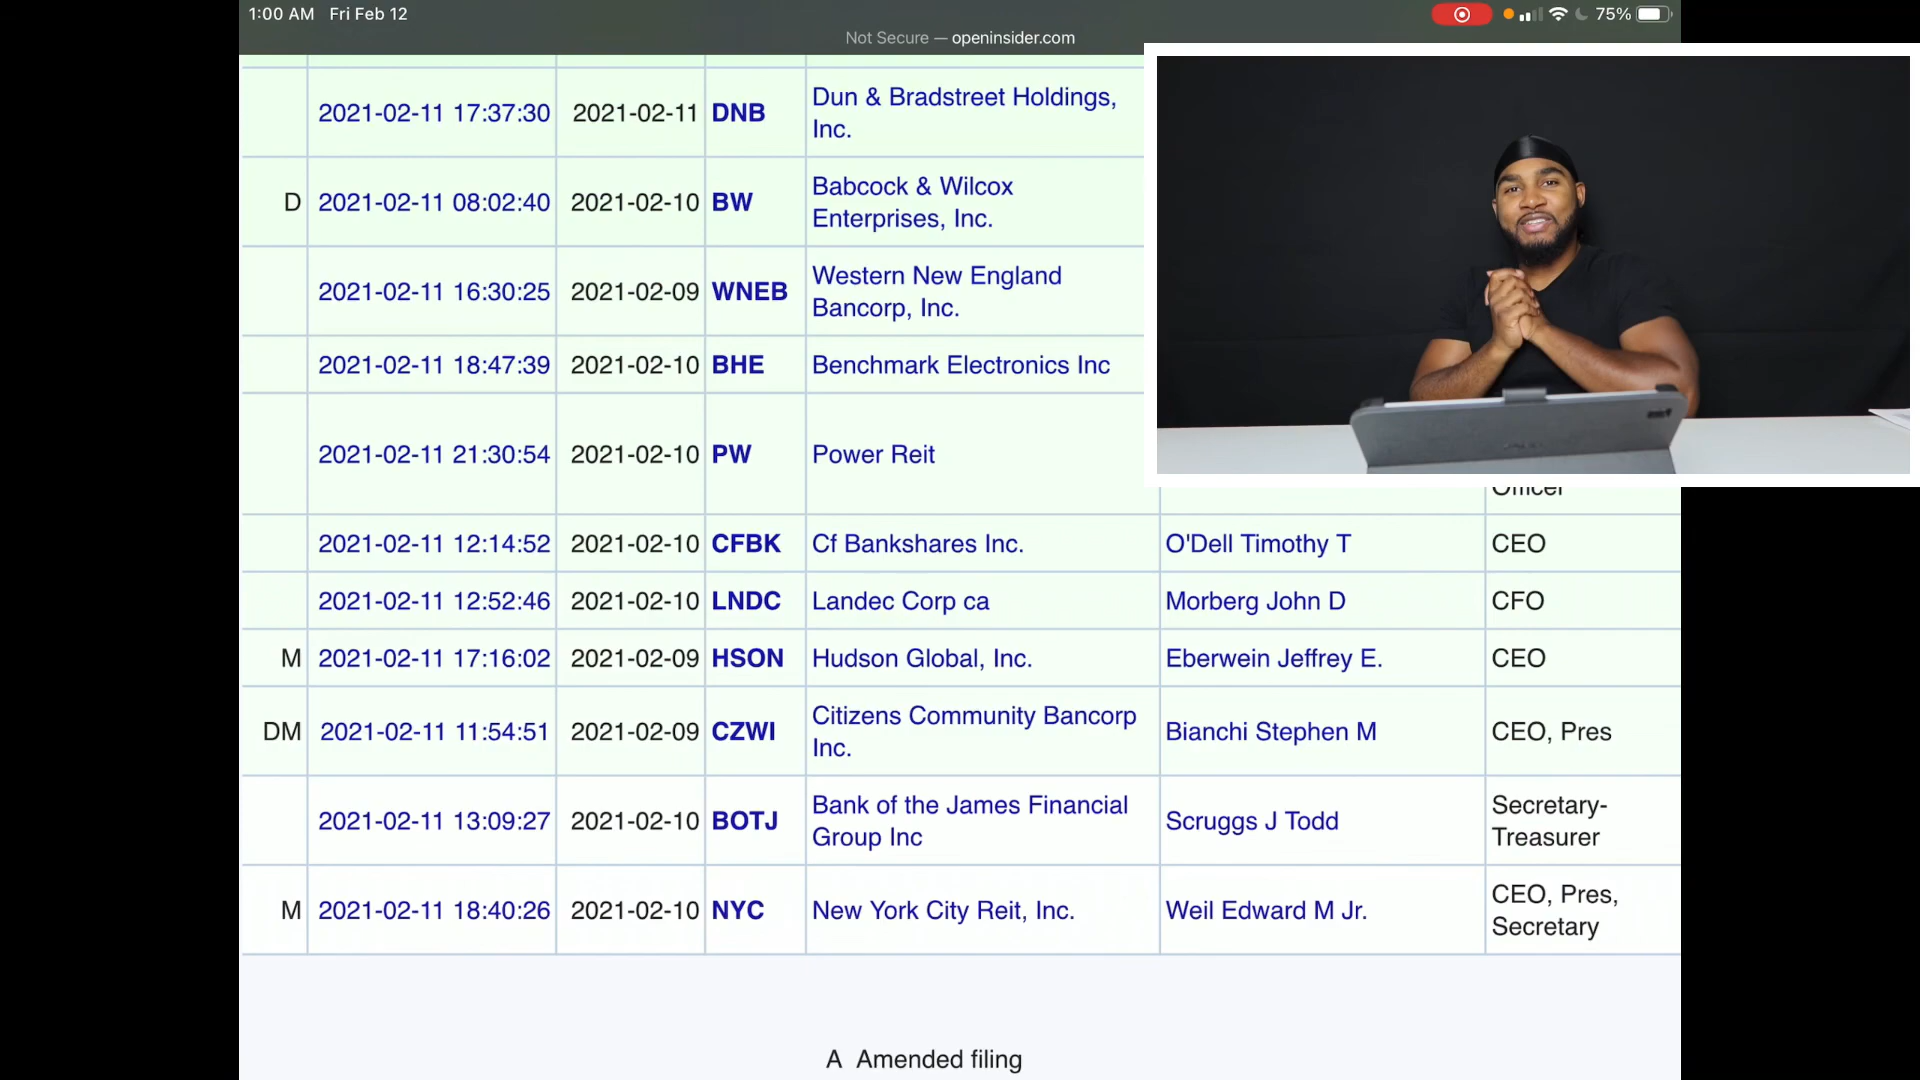 1:00 AM Fri Feb 12
75%
Not Secure — openinsider.com
2021-02-11 17:37:30 2021-02-11 DNB Dun & Bradstreet Holdings,
Inc.
D 2021-02-11 08:02:40 2021-02-10 BW Babcock & Wilcox
Enterprises, Inc.
2021-02-11 16:30:25 2021-02-09 WNEB Western New England
Bancorp, Inc.
2021-02-11 18:47:39 2021-02-10 BHE Benchmark Electronics Inc
2021-02-11 21:30:54 2021-02-10 PW Power Reit
Officer
2021-02-11 12:14:52 2021-02-10 CFBK Cf Bankshares Inc. O'Dell Timothy T CEO
2021-02-11 12:52:46 2021-02-10 LNDC Landec Corp ca Morberg John D CFO
M 2021-02-11 17:16:02 2021-02-09 HSON Hudson Global, Inc. Eberwein Jeffrey E. CEO
DM 2021-02-11 11:54:51 2021-02-09 CZWI Citizens Community Bancorp
Inc.
Bianchi Stephen M CEO, Pres
2021-02-11 13:09:27 2021-02-10 BOTJ Bank of the James Financial
Group Inc
Scruggs J Todd Secretary-
Treasurer
M 2021-02-11 18:40:26 2021-02-10 NYC New York City Reit, Inc. Weil Edward M Jr. CEO, Pres,
Secretary
A Amended filing